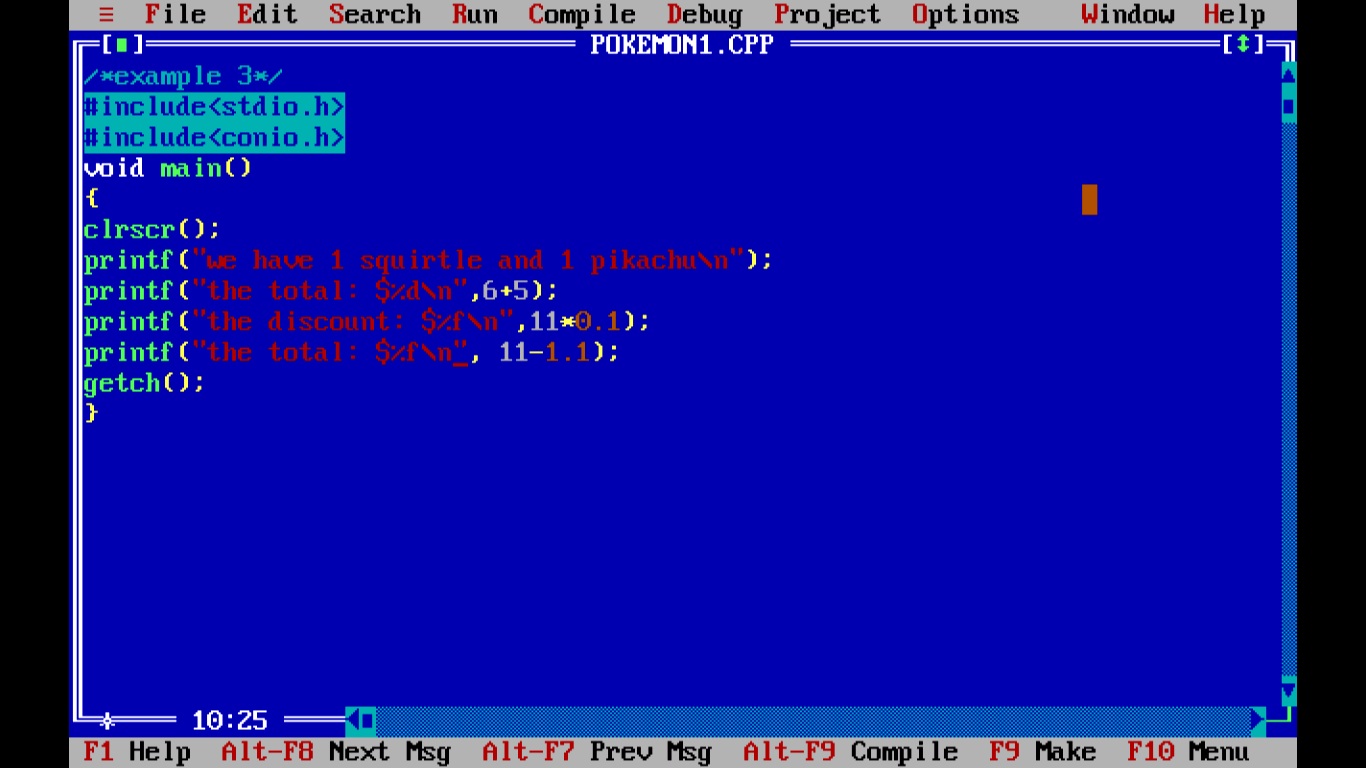 ≡ File Edit Search Run Compile Debug Project Options Window Help
[■] POKEMON1.CPP [↕]
/*example 3*/
#include<stdio.h>
#include<conio.h>
void main()
{
clrscr();
printf("we have 1 squirtle and 1 pikachu\n");
printf("the total: $%d\n",6+5);
printf("the discount: $%f\n",11*0.1);
printf("the total: $%f\n", 11-1.1);
getch();
}
10:25
F1 Help Alt-F8 Next Msg Alt-F7 Prev Msg Alt-F9 Compile F9 Make F10 Menu